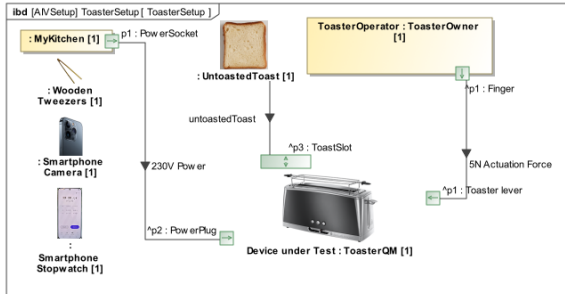 ibd [AIVSetup] ToasterSetup [ ToasterSetup ]
: MyKitchen [1]
p1 : PowerSocket
ToasterOperator : ToasterOwner
[1]
: UntoastedToast [1]
: Wooden
Tweezers [1]
^p1 : Finger
untoastedToast
^p3 : ToastSlot
: Smartphone
Camera [1]
230V Power
5N Actuation Force
^p1 : Toaster lever
^p2 : PowerPlug
Device under Test : ToasterQM [1]
:
Smartphone
Stopwatch [1]